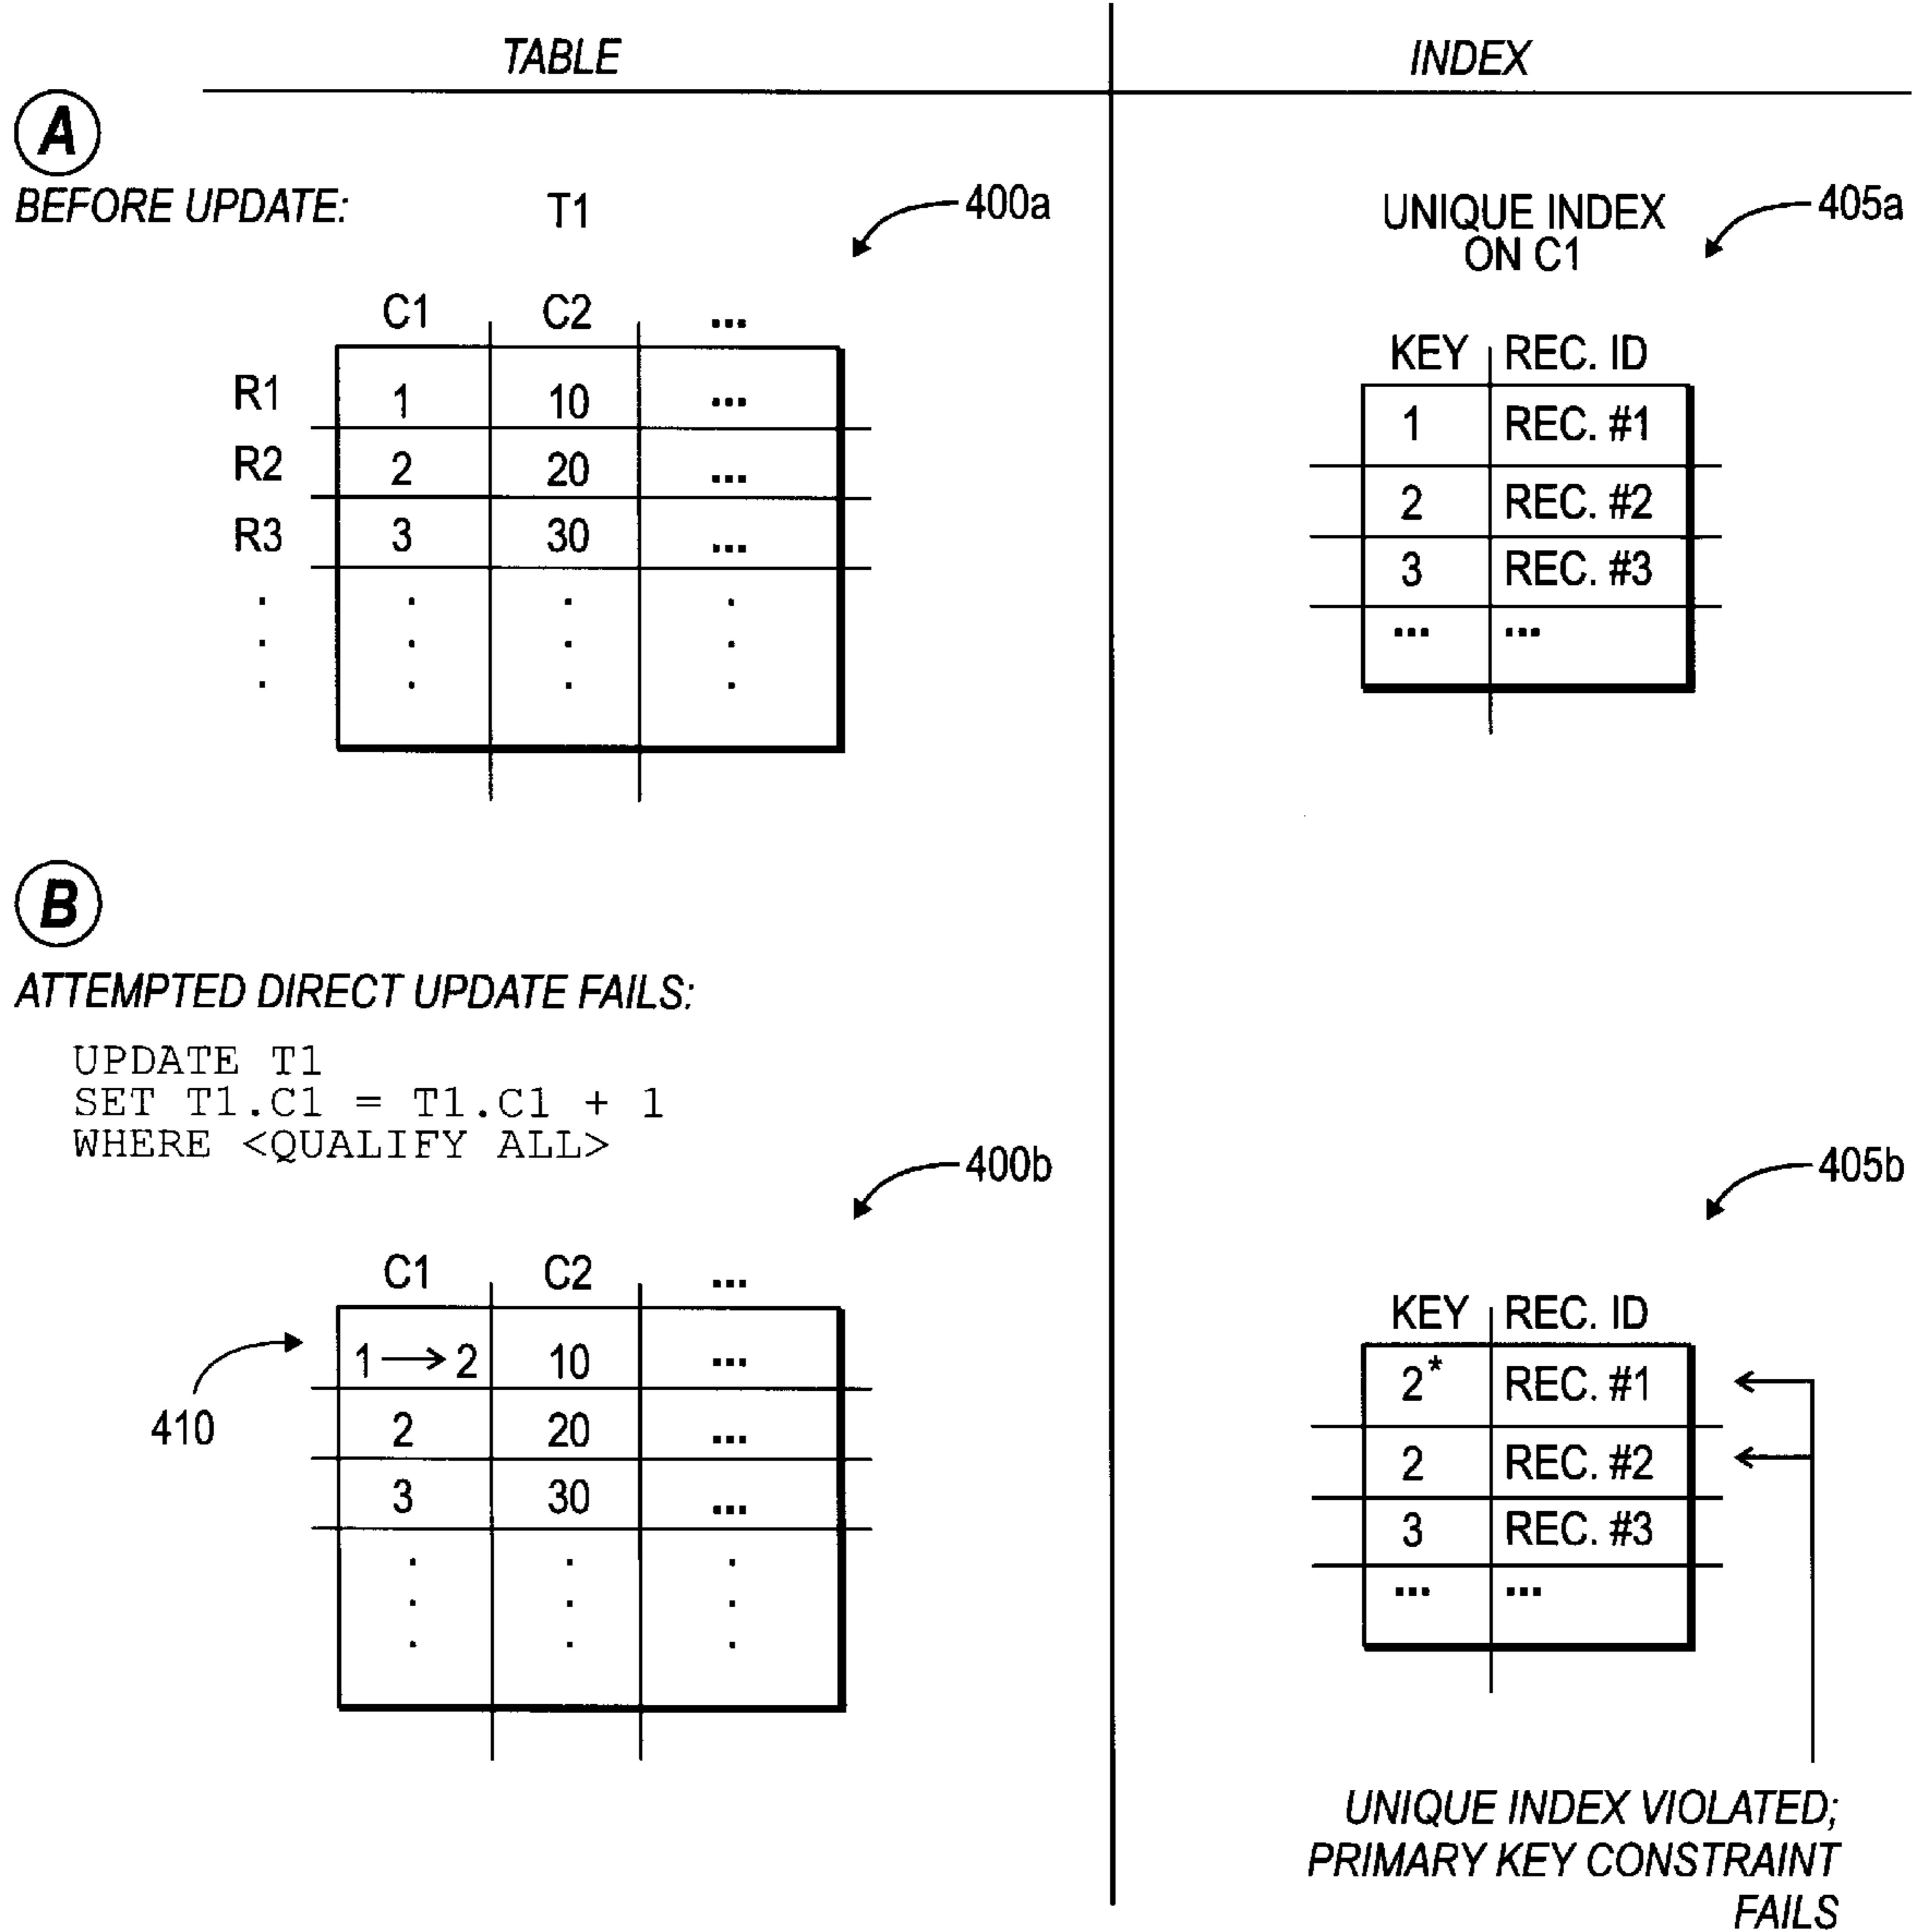 TABLE INDEX
A
BEFORE UPDATE: T1 400a
UNIQUE INDEX 405a
ON C1
C1 C2 ...
R1 1 10 ...
R2 2 20 ...
R3 3 30 ...
. . . .
. . . .
. . . .
KEY REC. ID
1 REC. #1
2 REC. #2
3 REC. #3
... ...
B
ATTEMPTED DIRECT UPDATE FAILS:
UPDATE T1
SET T1.C1 = T1.C1 + 1
WHERE <QUALIFY ALL>
400b
405b
C1 C2 ...
410
1 → 2 10 ...
2 20 ...
3 30 ...
. . .
. . .
. . .
KEY REC. ID
2* REC. #1
2 REC. #2
3 REC. #3
... ...
UNIQUE INDEX VIOLATED;
PRIMARY KEY CONSTRAINT
FAILS